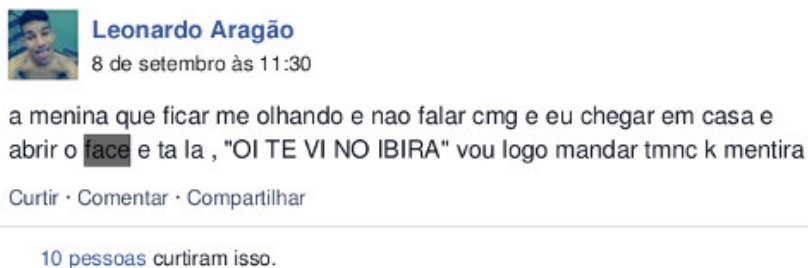 Leonardo Aragão
8 de setembro às 11:30
a menina que ficar me olhando e nao falar cmg e eu chegar em casa e
abrir o face e ta la , "OI TE VI NO IBIRA" vou logo mandar tmnc k mentira
Curtir · Comentar · Compartilhar
10 pessoas curtiram isso.